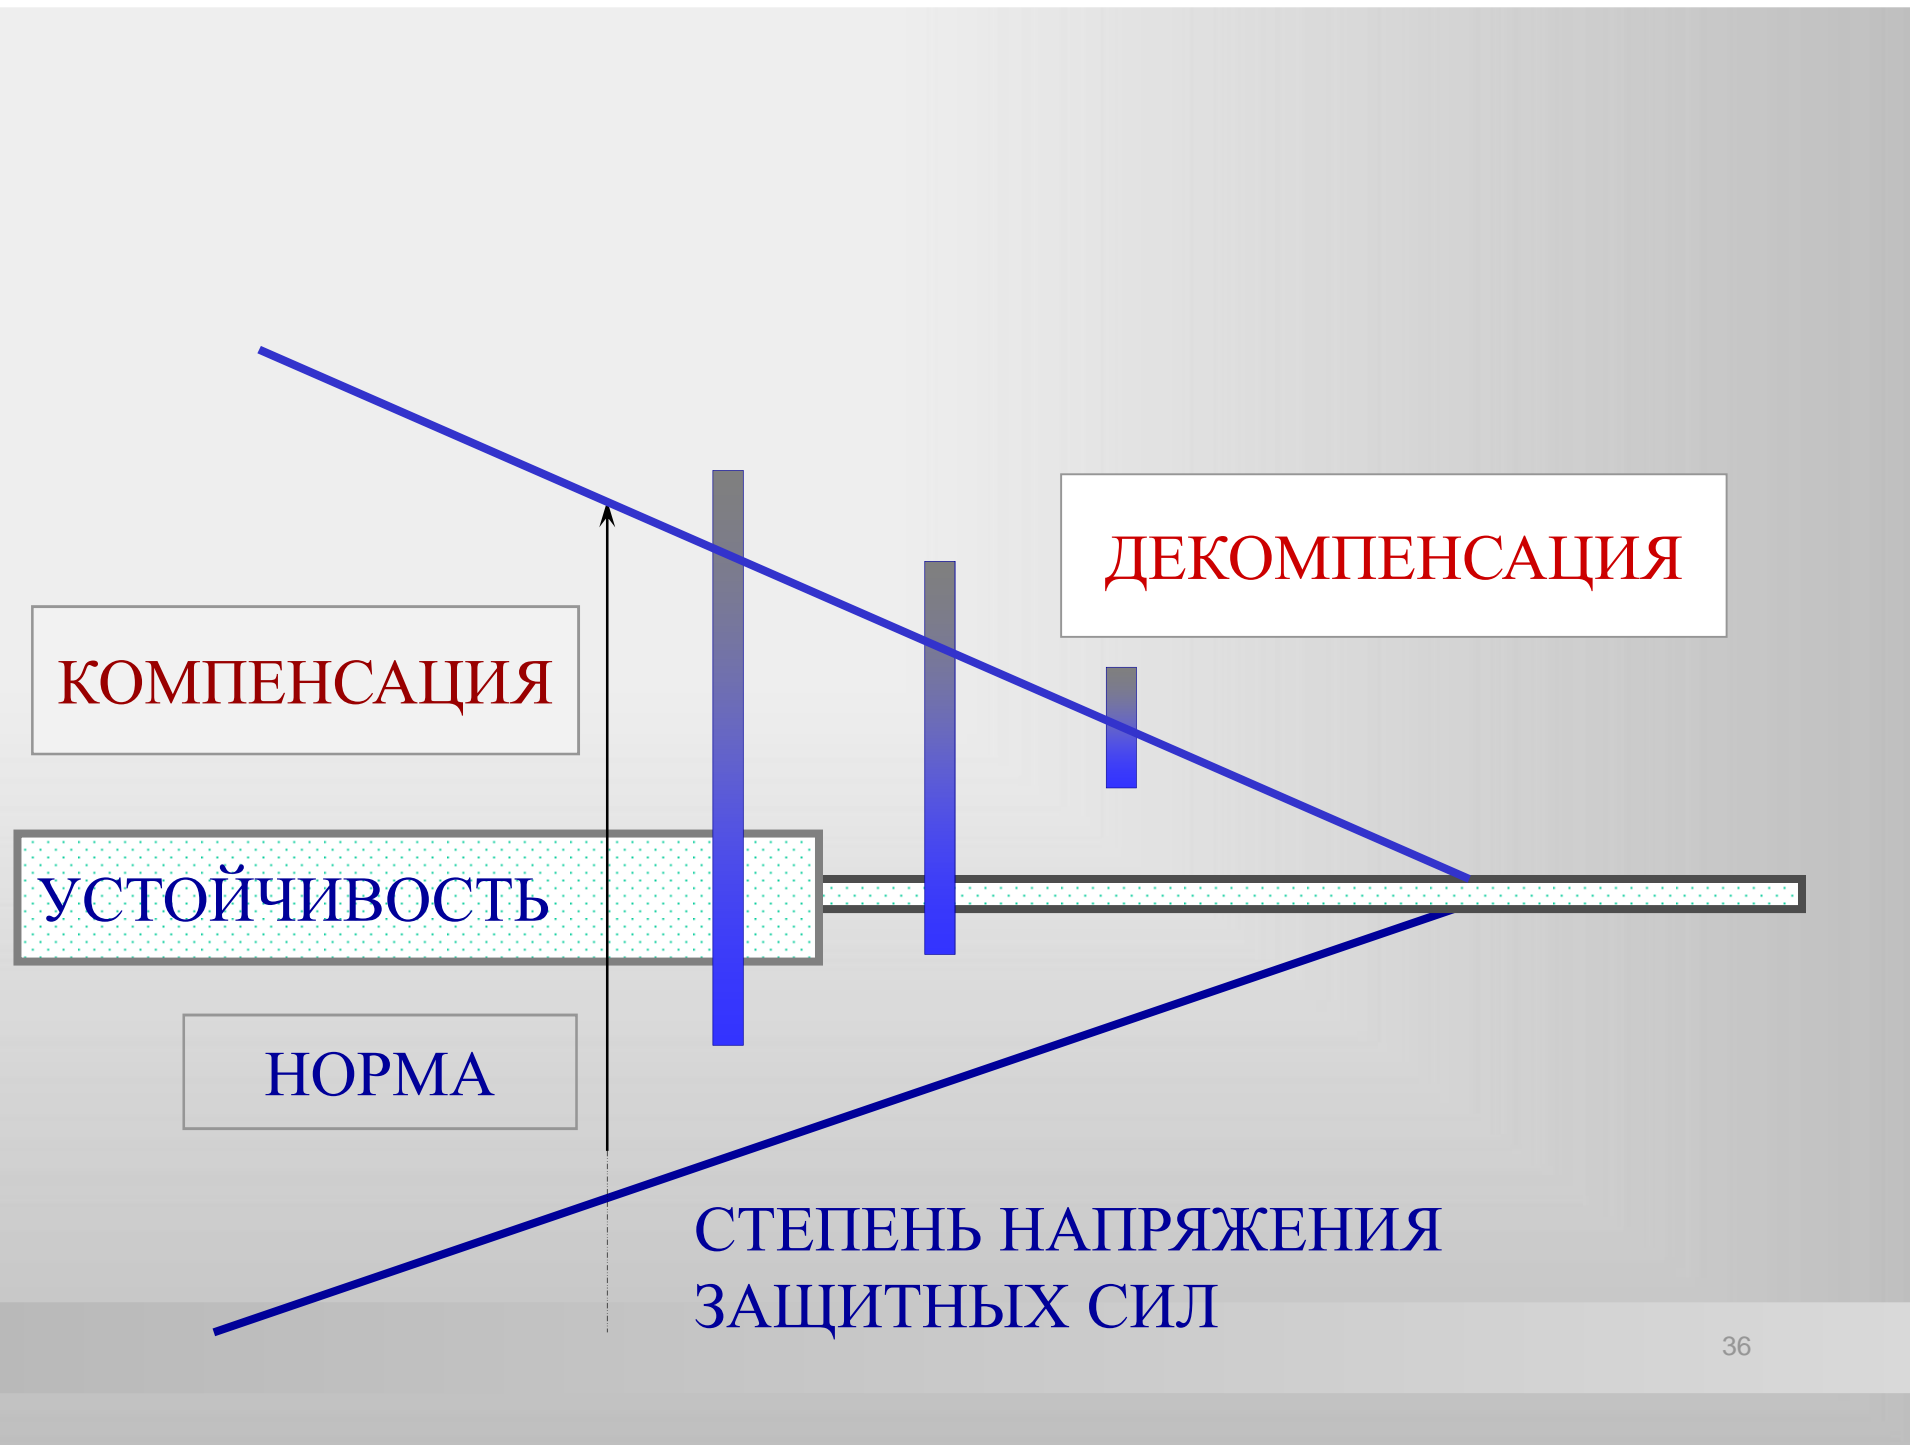 ДЕКОМПЕНСАЦИЯ
КОМПЕНСАЦИЯ
УСТОЙЧИВОСТЬ
НОРМА
СТЕПЕНЬ НАПРЯЖЕНИЯ
ЗАЩИТНЫХ СИЛ
36